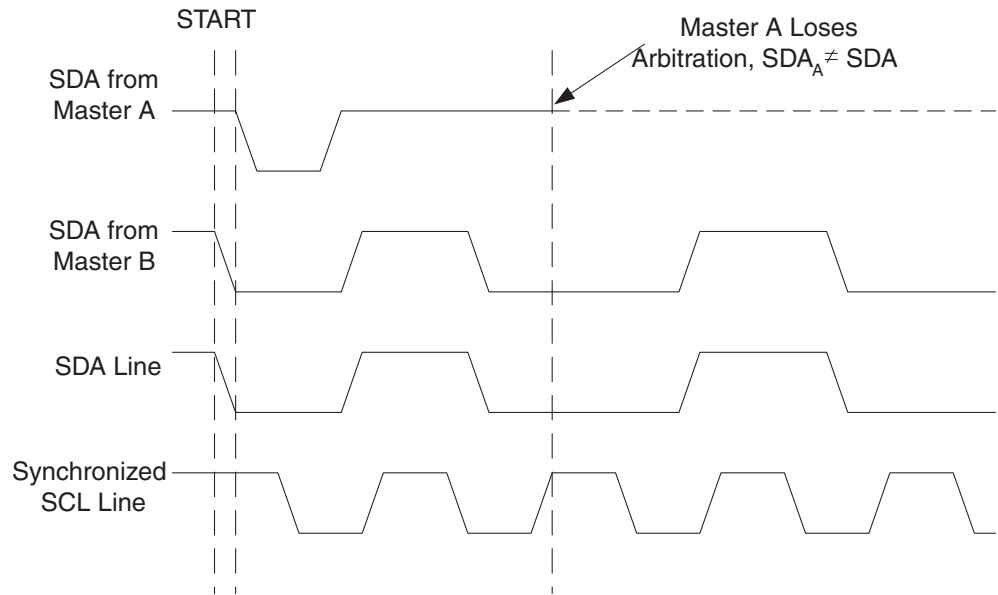 START
Master A Loses
Arbitration, SDA_A ≠ SDA
SDA from
Master A
SDA from
Master B
SDA Line
Synchronized
SCL Line